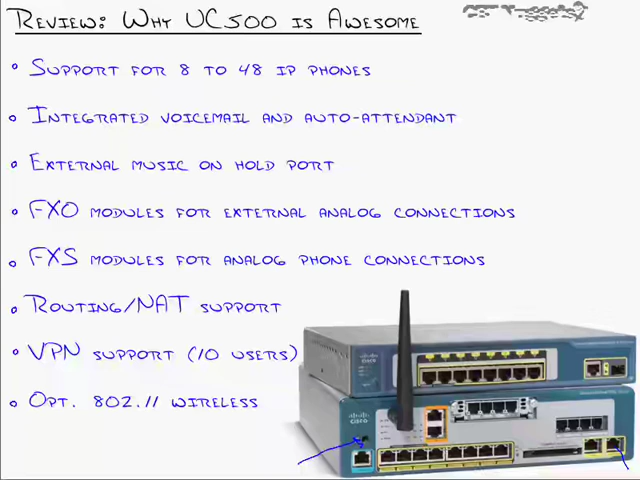 Review: Why UC500 is Awesome
• Support for 8 to 48 IP phones
• Integrated voicemail and auto-attendant
• External music on hold port
• FXO modules for external analog connections
• FXS modules for analog phone connections
• Routing/NAT support
• VPN support (10 users)
• Opt. 802.11 wireless
cisco
cisco